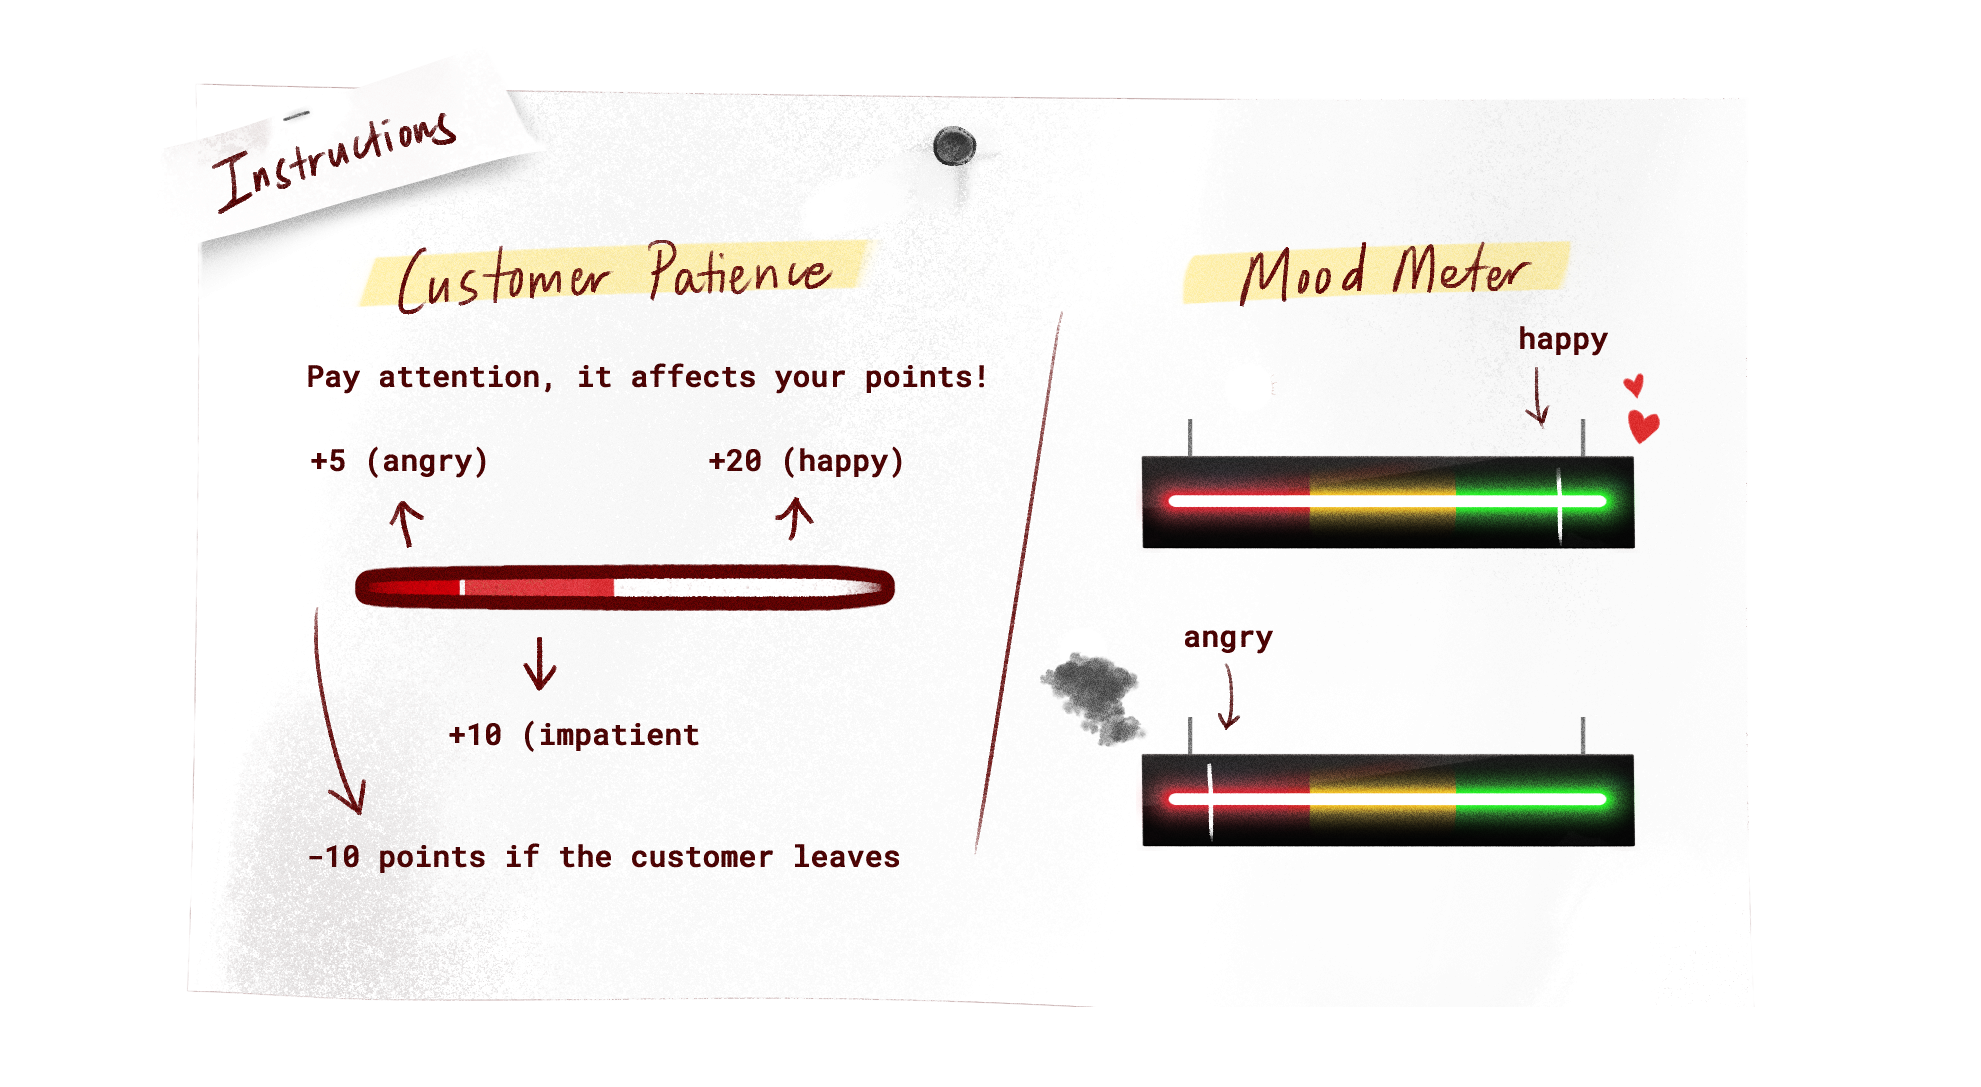 Instructions
Customer Patience
Pay attention, it affects your points!
+5 (angry)
+20 (happy)
+10 (impatient
-10 points if the customer leaves
Mood Meter
happy
angry